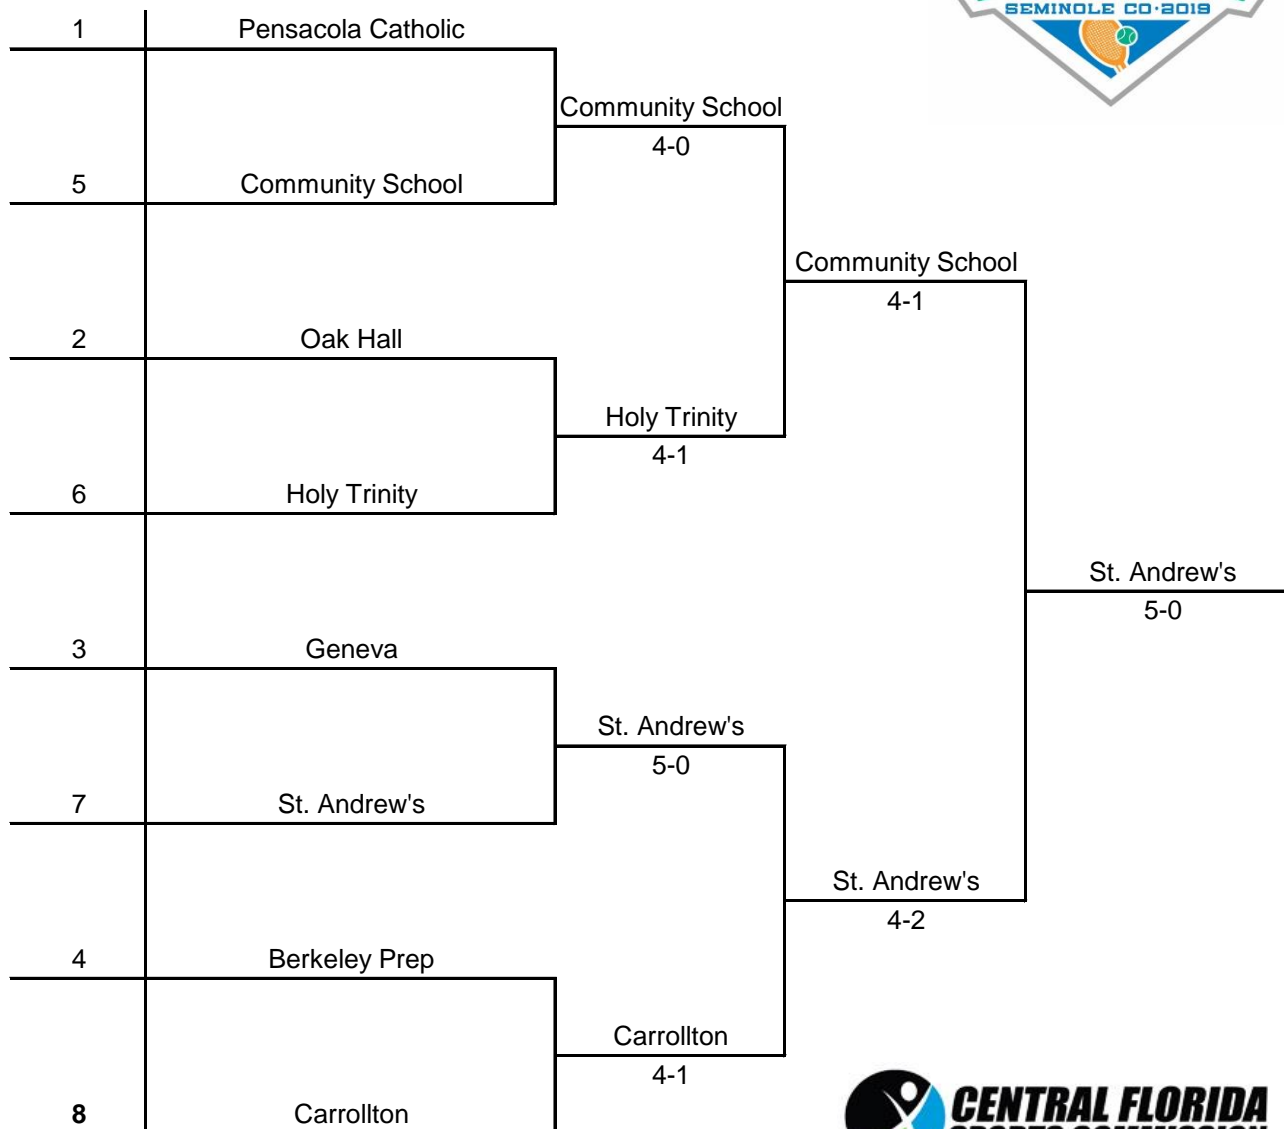 SEMINOLE CO·2019
1 Pensacola Catholic
Community School
4-0
5 Community School
Community School
4-1
2 Oak Hall
Holy Trinity
4-1
6 Holy Trinity
St. Andrew's
5-0
3 Geneva
St. Andrew's
5-0
7 St. Andrew's
St. Andrew's
4-2
4 Berkeley Prep
Carrollton
4-1
8 Carrollton
CENTRAL FLORIDA
SPORTS COMMISSION